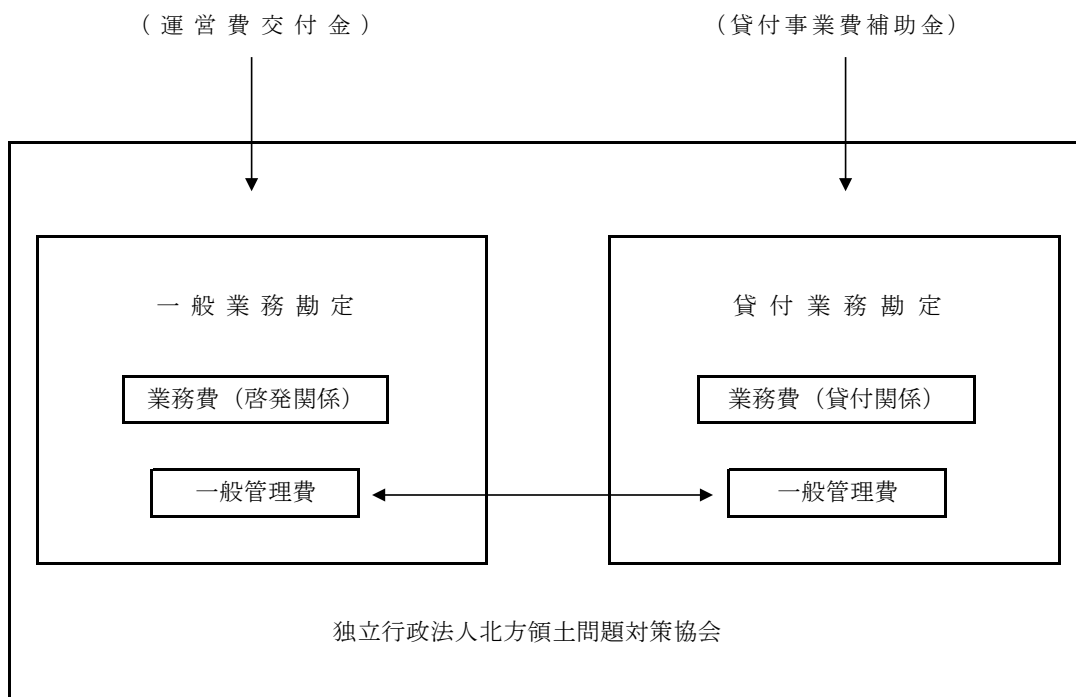 (運営費交付金)
(貸付事業費補助金)
一般業務勘定
貸付業務勘定
業務費(啓発関係)
業務費(貸付関係)
一般管理費
一般管理費
独立行政法人北方領土問題対策協会